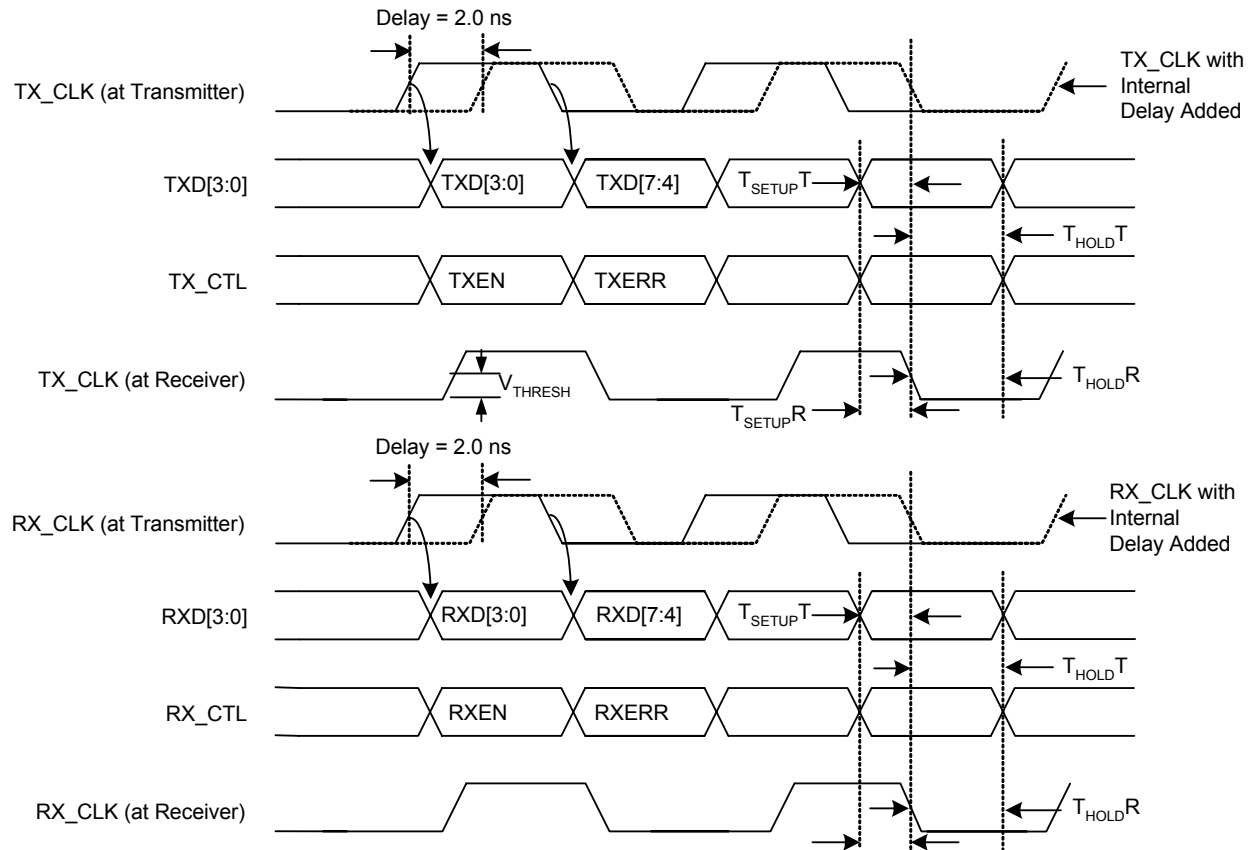 Delay = 2.0 ns
TX_CLK (at Transmitter)
TX_CLK with
Internal
Delay Added
TXD[3:0]
TXD[3:0]
TXD[7:4]
TSETUPT
THOLDT
TX_CTL
TXEN
TXERR
TX_CLK (at Receiver)
VTHRESH
THOLDR
TSETUPR
Delay = 2.0 ns
RX_CLK (at Transmitter)
RX_CLK with
Internal
Delay Added
RXD[3:0]
RXD[3:0]
RXD[7:4]
TSETUPT
THOLDT
RX_CTL
RXEN
RXERR
RX_CLK (at Receiver)
THOLDR